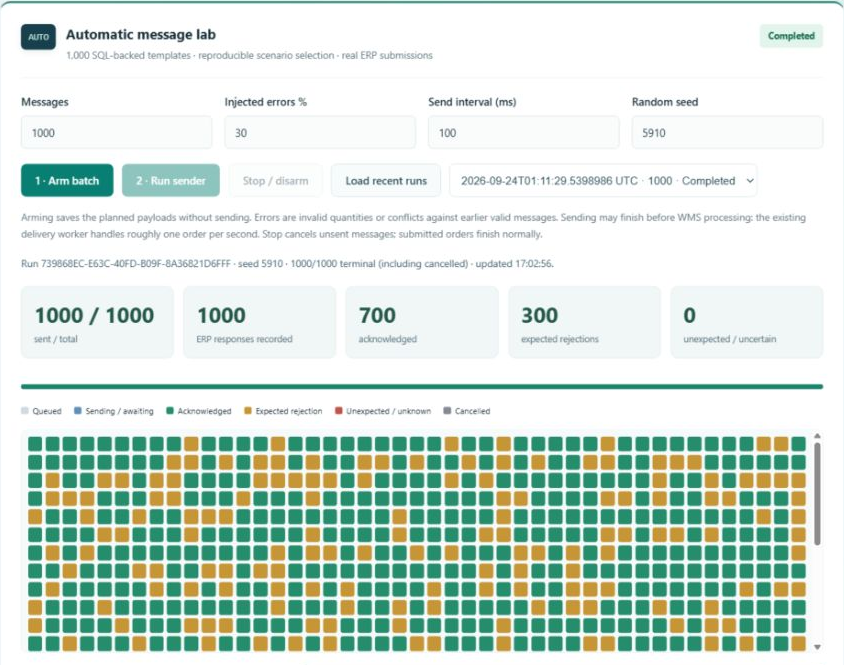 AUTO
Automatic message lab
1,000 SQL-backed templates · reproducible scenario selection · real ERP submissions
Completed
Messages
Injected errors %
Send interval (ms)
Random seed
1000
30
100
5910
1 · Arm batch
2 · Run sender
Stop / disarm
Load recent runs
2026-09-24T01:11:29.5398986 UTC · 1000 · Completed
Arming saves the planned payloads without sending. Errors are invalid quantities or conflicts against earlier valid messages. Sending may finish before WMS processing: the existing
delivery worker handles roughly one order per second. Stop cancels unsent messages; submitted orders finish normally.
Run 739868EC-E63C-40FD-B09F-8A36821D6FFF · seed 5910 · 1000/1000 terminal (including cancelled) · updated 17:02:56.
1000 / 1000
sent / total
1000
ERP responses recorded
700
acknowledged
300
expected rejections
0
unexpected / uncertain
Queued
Sending / awaiting
Acknowledged
Expected rejection
Unexpected / unknown
Cancelled